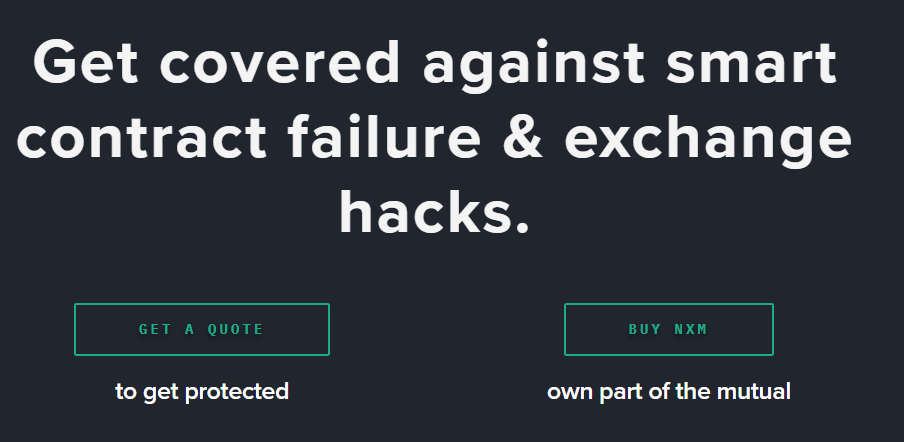 Get covered against smart
contract failure & exchange
hacks.
GET A QUOTE
BUY NXM
to get protected
own part of the mutual